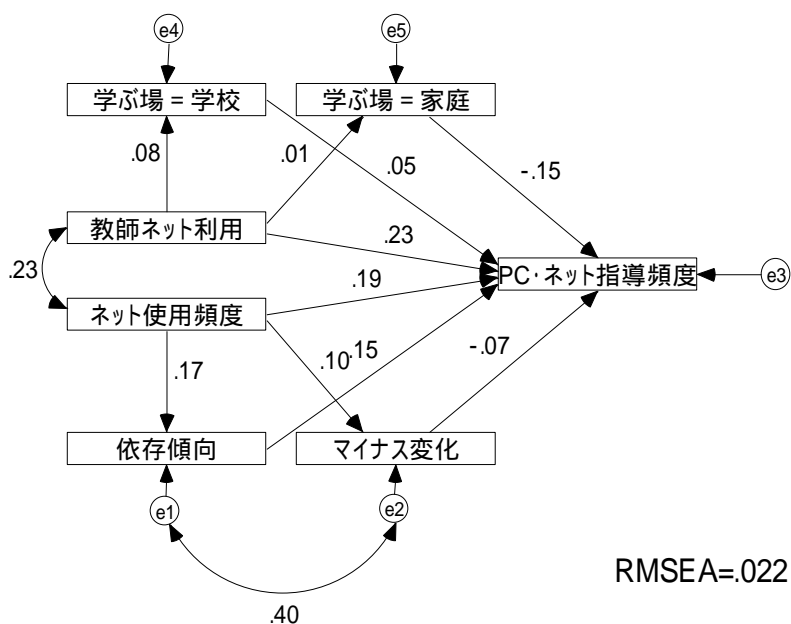 e4
e5
学ぶ場 = 学校
学ぶ場 = 家庭
.08
.01
.05
-.15
教師ネット利用
.23
.23
PC・ネット指導頻度
e3
.19
ネット使用頻度
.10
.15
-.07
.17
依存傾向
マイナス変化
e1
e2
RMSEA=.022
.40